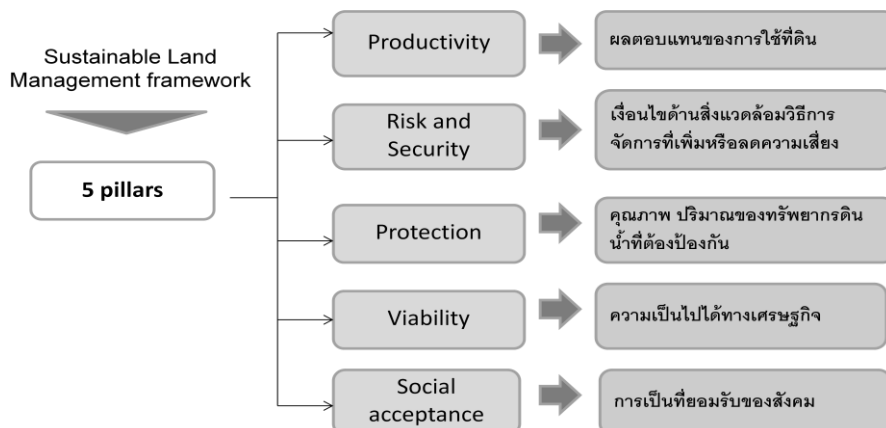 Sustainable Land
Management framework
5 pillars
Productivity
ผลตอบแทนของการใช้ที่ดิน
Risk and
Security
เงื่อนไขด้านสิ่งแวดล้อมวิธีการ
จัดการที่เพิ่มหรือลดความเสี่ยง
Protection
คุณภาพ ปริมาณของทรัพยากรดิน
น้ำที่ต้องป้องกัน
Viability
ความเป็นไปได้ทางเศรษฐกิจ
Social
acceptance
การเป็นที่ยอมรับของสังคม